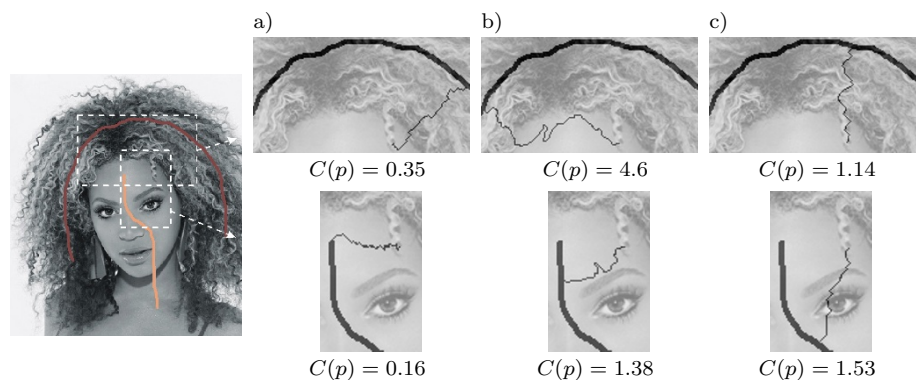 a) b) c)
C(p) = 0.35 C(p) = 4.6 C(p) = 1.14
C(p) = 0.16 C(p) = 1.38 C(p) = 1.53